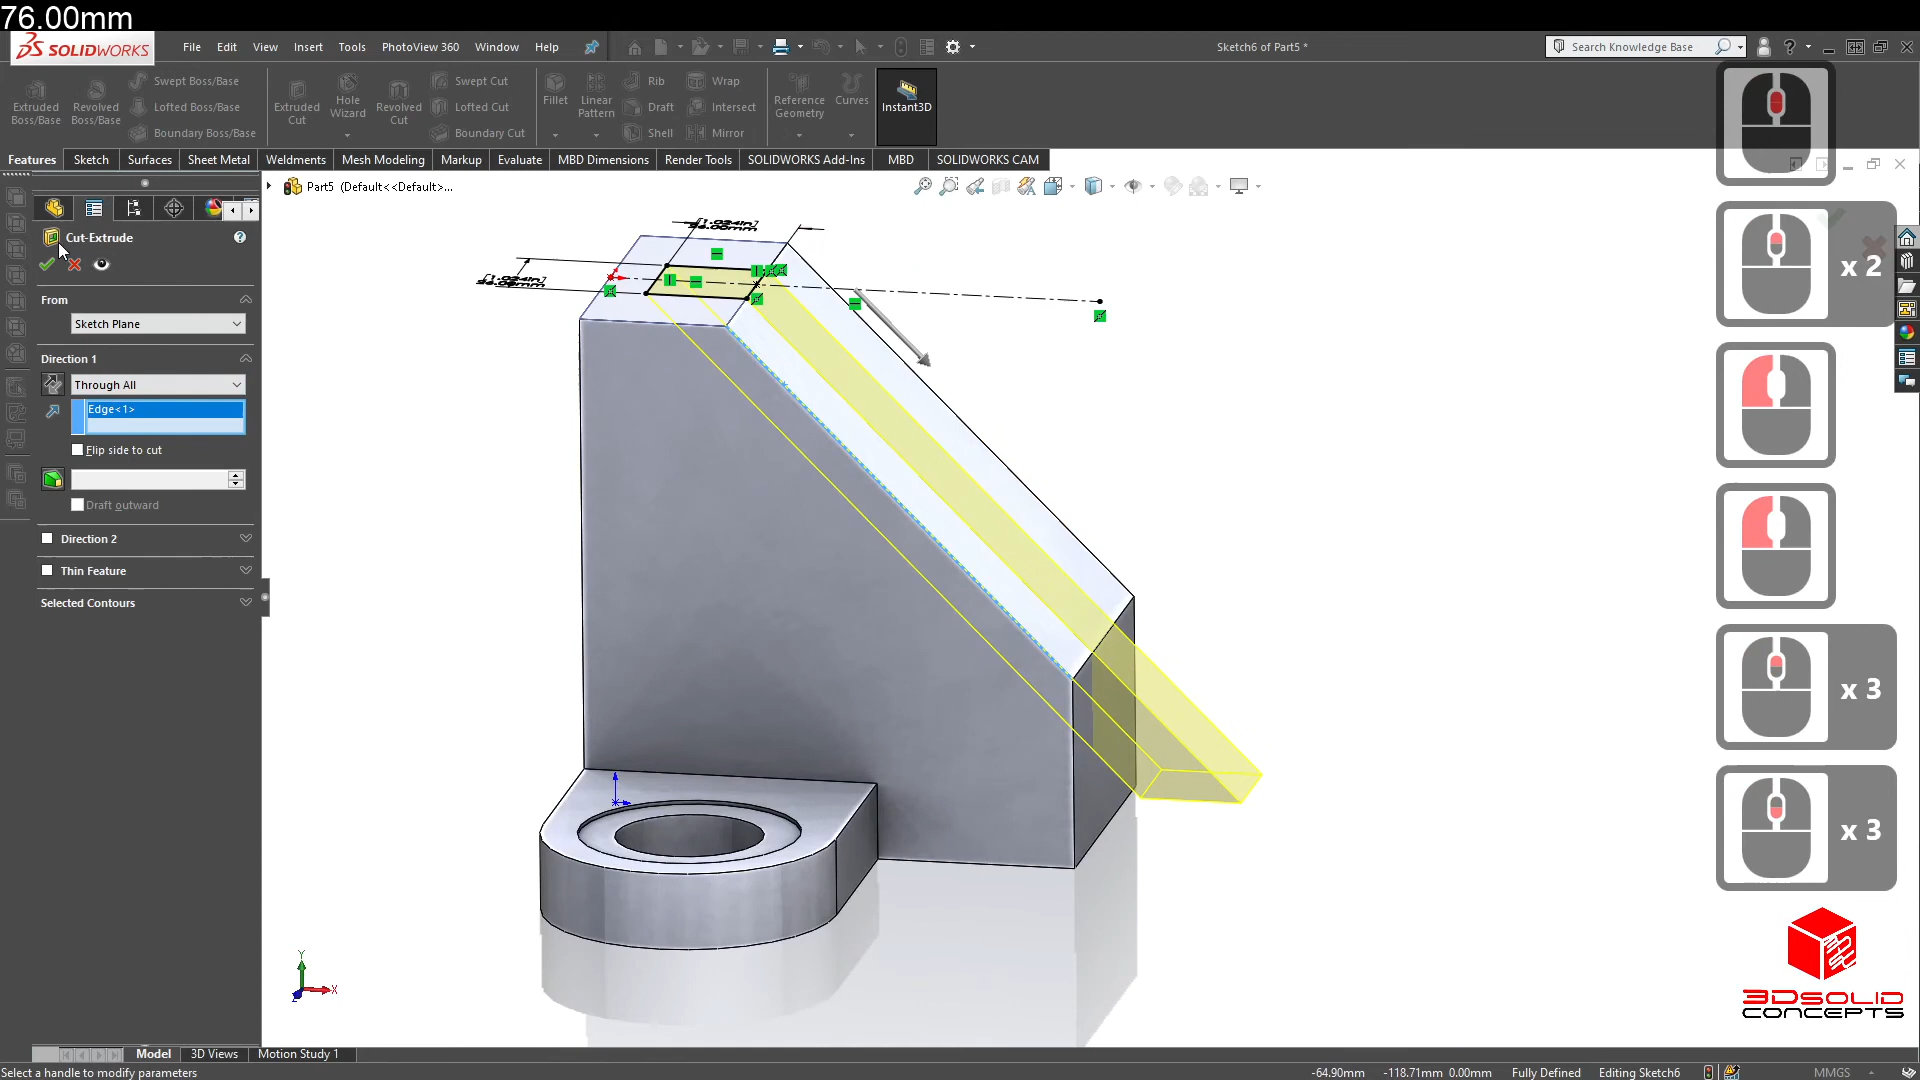 76.00mm
SOLIDWORKS
File Edit View Insert Tools PhotoView 360 Window Help
Sketch6 of Part5 *
Search Knowledge Base
Extruded Boss/Base
Revolved Boss/Base
Swept Boss/Base
Lofted Boss/Base
Boundary Boss/Base
Extruded Cut
Hole Wizard
Revolved Cut
Swept Cut
Lofted Cut
Boundary Cut
Fillet
Linear Pattern
Rib
Draft
Shell
Wrap
Intersect
Mirror
Reference Geometry
Curves
Instant3D
Features Sketch Surfaces Sheet Metal Weldments Mesh Modeling Markup Evaluate MBD Dimensions Render Tools SOLIDWORKS Add-Ins MBD SOLIDWORKS CAM
Part5 (Default<<Default>...
Cut-Extrude
From
Sketch Plane
Direction 1
Through All
Edge<1>
Flip side to cut
Draft outward
Direction 2
Thin Feature
Selected Contours
x 2
x 3
x 3
Y
X
Z
3DSOLID
CONCEPTS
Model 3D Views Motion Study 1
Select a handle to modify parameters
-64.90mm -118.71mm 0.00mm Fully Defined Editing Sketch6 MMGS